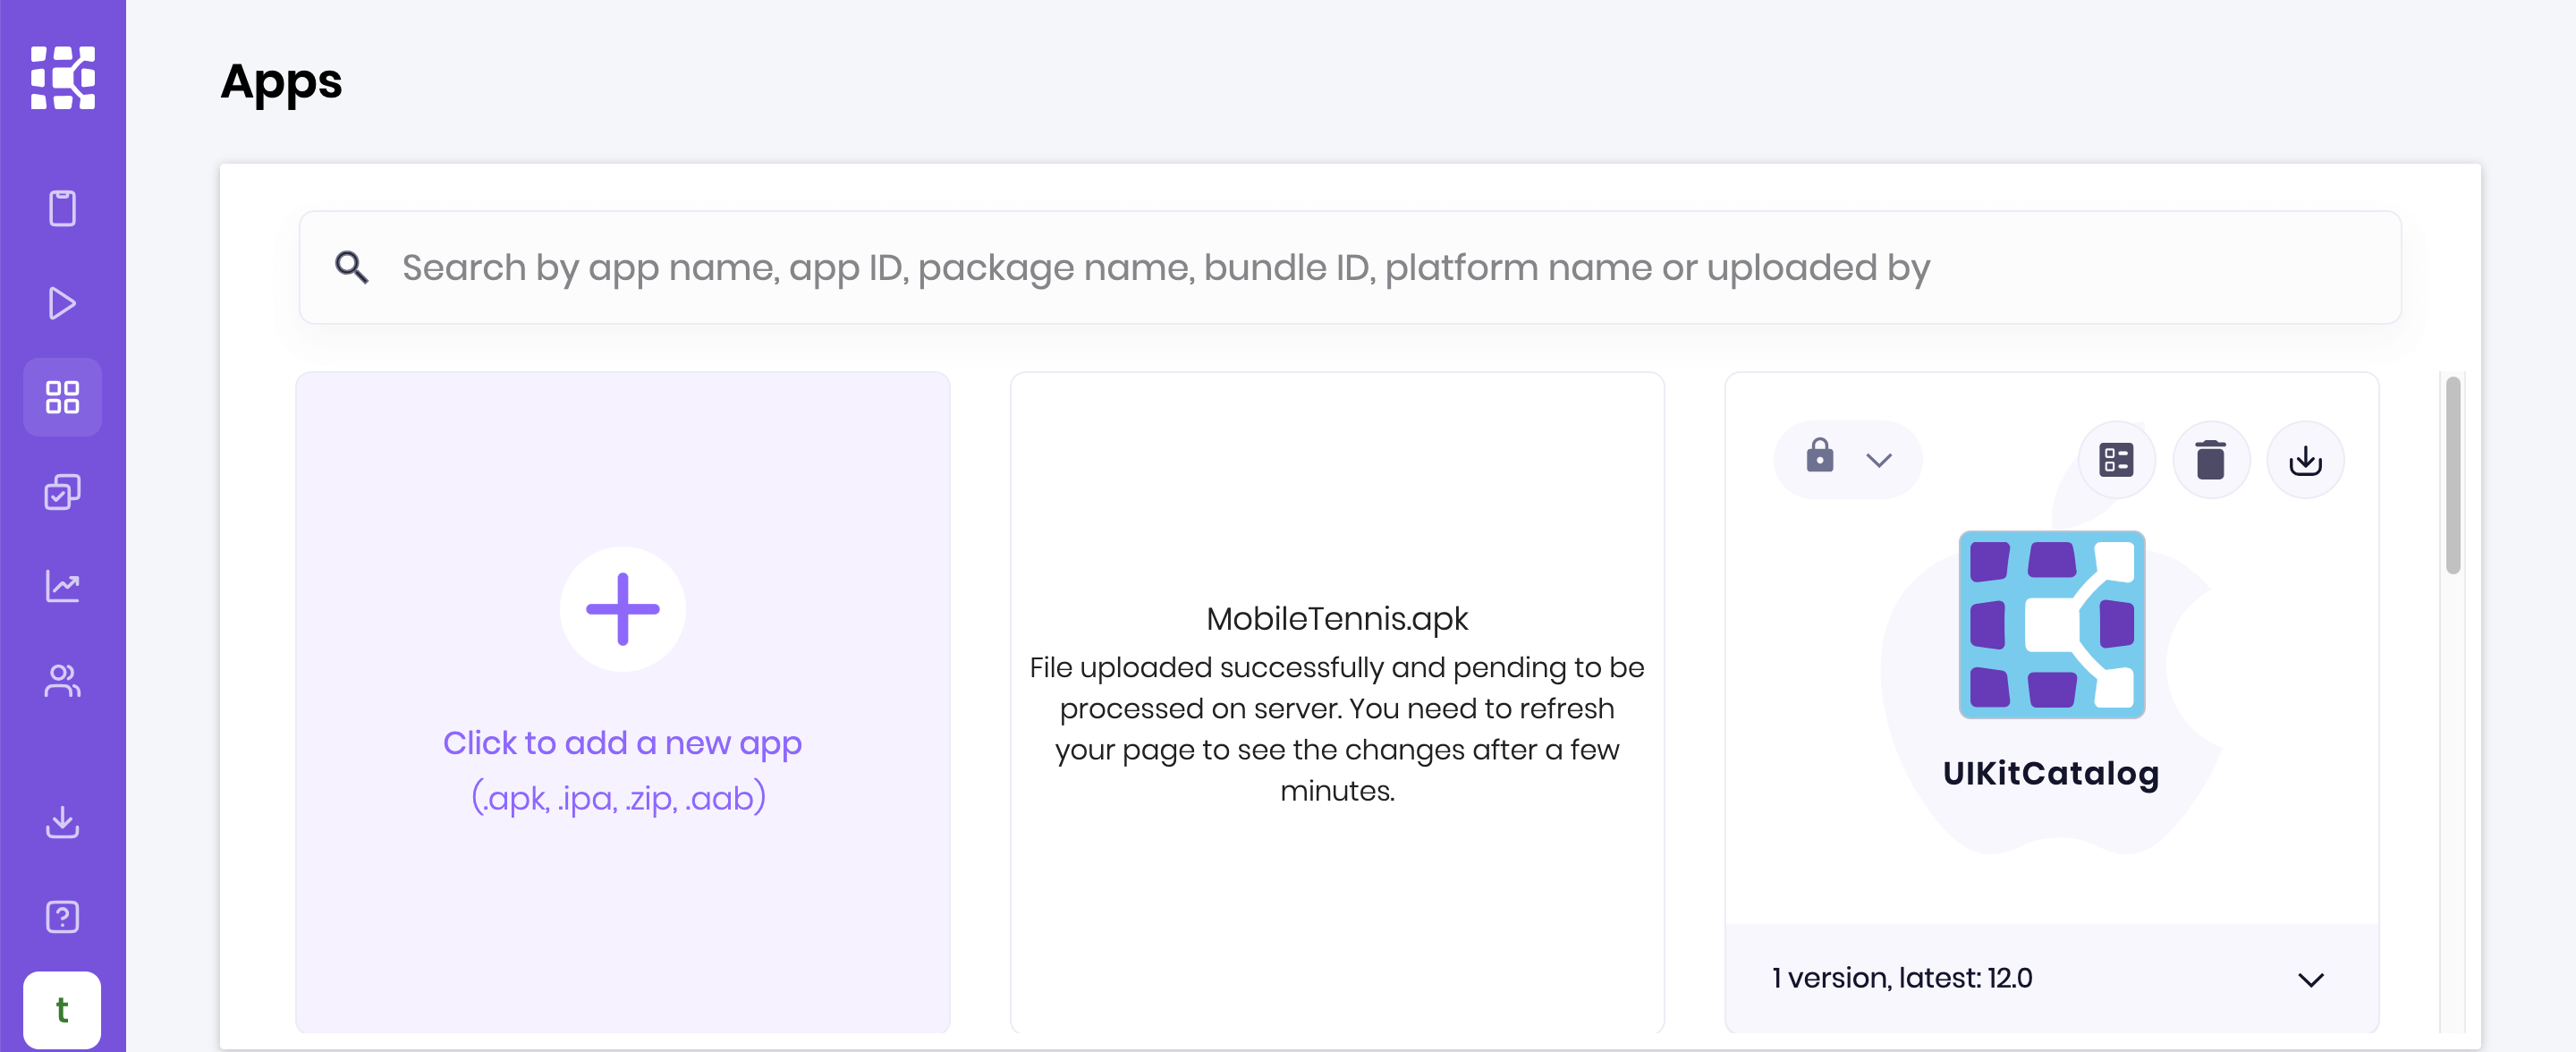 Apps
Search by app name, app ID, package name, bundle ID, platform name or uploaded by
Click to add a new app
(.apk, .ipa, .zip, .aab)
MobileTennis.apk
File uploaded successfully and pending to be
processed on server. You need to refresh
your page to see the changes after a few
minutes.
UIKitCatalog
1 version, latest: 12.0
t